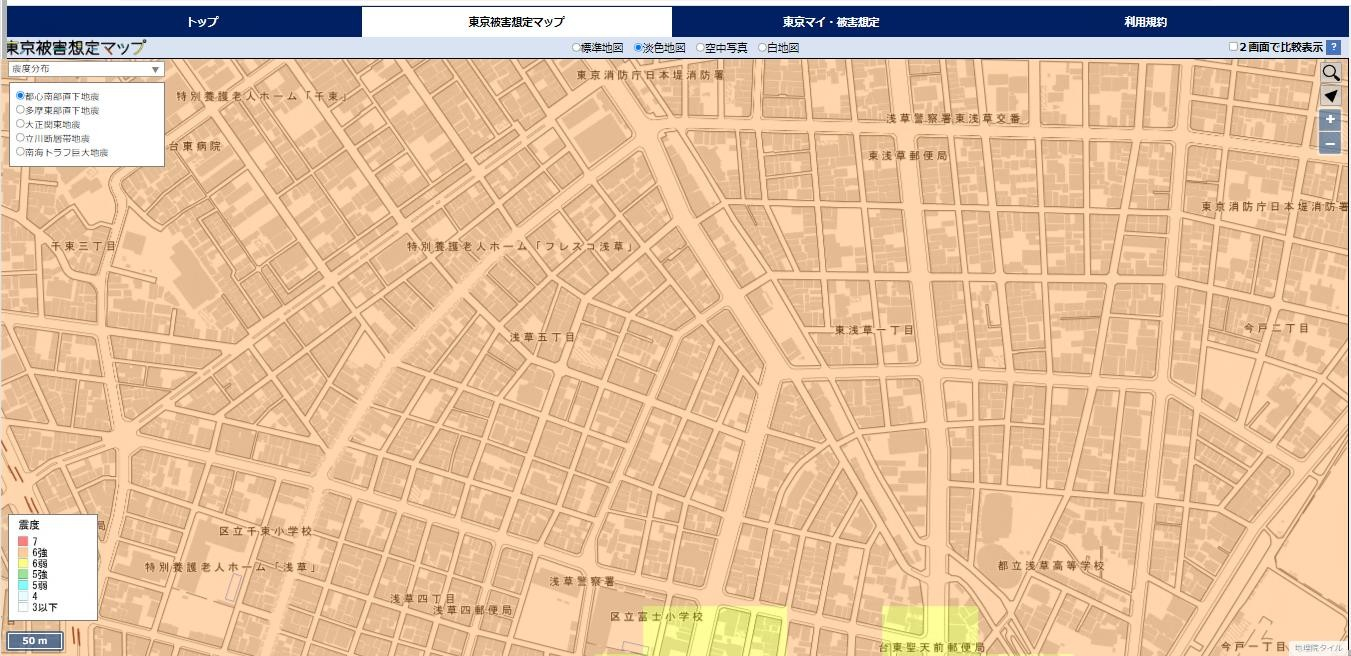 トップ
東京被害想定マップ
東京マイ・被害想定
利用規約
東京被害想定マップ
標準地図 淡色地図 空中写真 白地図
2画面で比較表示 ?
震度分布
都心南部直下地震
多摩東部直下地震
大正関東地震
立川断層帯地震
南海トラフ巨大地震
東京消防庁日本堤消防署
特別養護老人ホーム「千束」
浅草警察署東浅草交番
台東病院
東浅草郵便局
東京消防庁日本堤消防署
千束三丁目
特別養護老人ホーム「フレスコ浅草」
浅草五丁目
東浅草一丁目
今戸二丁目
区立千束小学校
局
特別養護老人ホーム「浅草」
都立浅草高等学校
浅草警察署
浅草四丁目
浅草四郵便局
区立富士小学校
台東聖天前郵便局
今戸一丁目
震度
7
6強
6弱
5強
5弱
4
3以下
目
50 m
地理院タイル
+
−